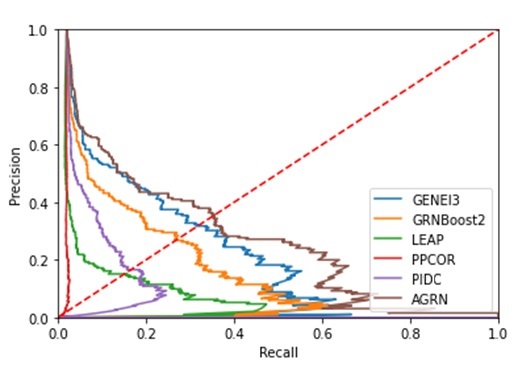 1.0
0.8
0.6
0.4
0.2
0.0
Precision
0.0 0.2 0.4 0.6 0.8 1.0
Recall
GENEI3
GRNBoost2
LEAP
PPCOR
PIDC
AGRN